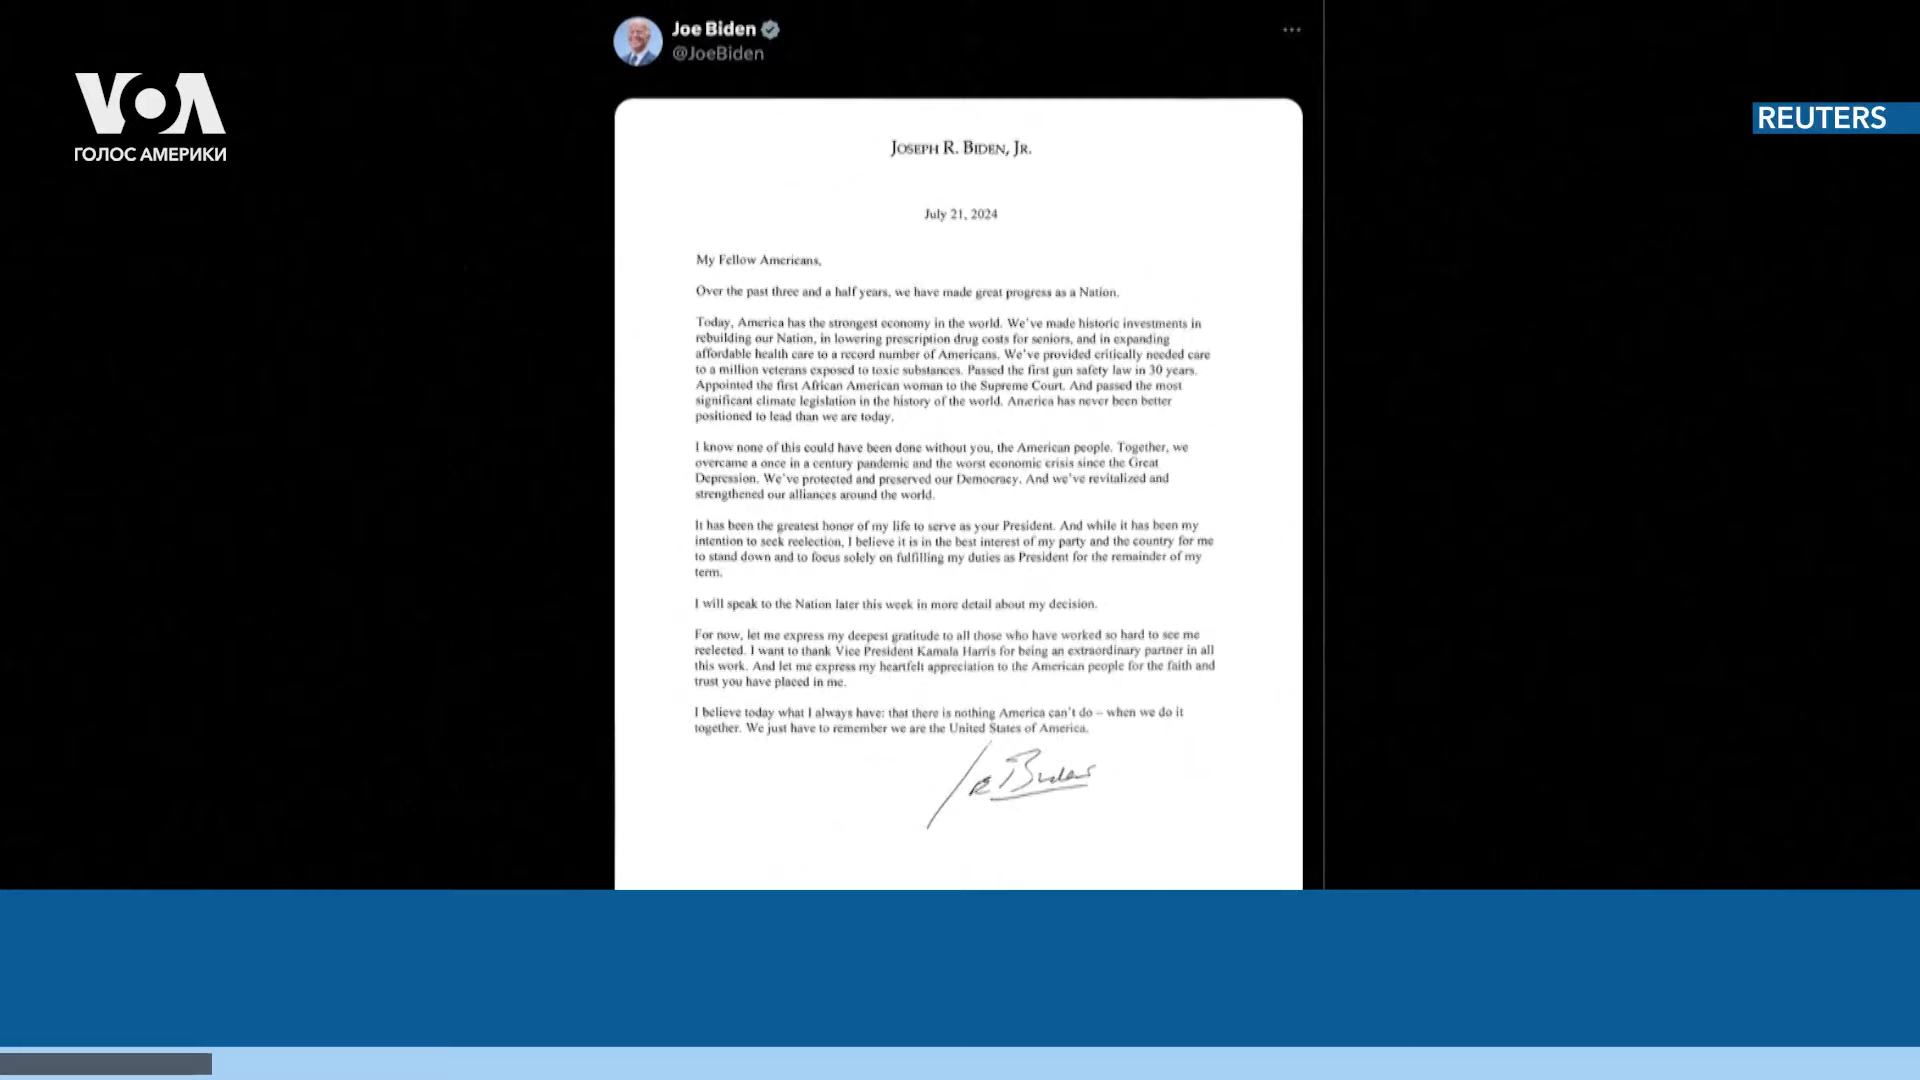 Joe Biden
@JoeBiden
VOA
ГОЛОС АМЕРИКИ
REUTERS
JOSEPH R. BIDEN, JR.
July 21, 2024
My Fellow Americans,
Over the past three and a half years, we have made great progress as a Nation.
Today, America has the strongest economy in the world. We've made historic investments in
rebuilding our Nation, in lowering prescription drug costs for seniors, and in expanding
affordable health care to a record number of Americans. We've provided critically needed care
to a million veterans exposed to toxic substances. Passed the first gun safety law in 30 years.
Appointed the first African American woman to the Supreme Court. And passed the most
significant climate legislation in the history of the world. America has never been better
positioned to lead than we are today.
I know none of this could have been done without you, the American people. Together, we
overcame a once in a century pandemic and the worst economic crisis since the Great
Depression. We've protected and preserved our Democracy. And we've revitalized and
strengthened our alliances around the world.
It has been the greatest honor of my life to serve as your President. And while it has been my
intention to seek reelection, I believe it is in the best interest of my party and the country for me
to stand down and to focus solely on fulfilling my duties as President for the remainder of my
term.
I will speak to the Nation later this week in more detail about my decision.
For now, let me express my deepest gratitude to all those who have worked so hard to see me
reelected. I want to thank Vice President Kamala Harris for being an extraordinary partner in all
this work. And let me express my heartfelt appreciation to the American people for the faith and
trust you have placed in me.
I believe today what I always have: that there is nothing America can't do – when we do it
together. We just have to remember we are the United States of America.
Joe Biden